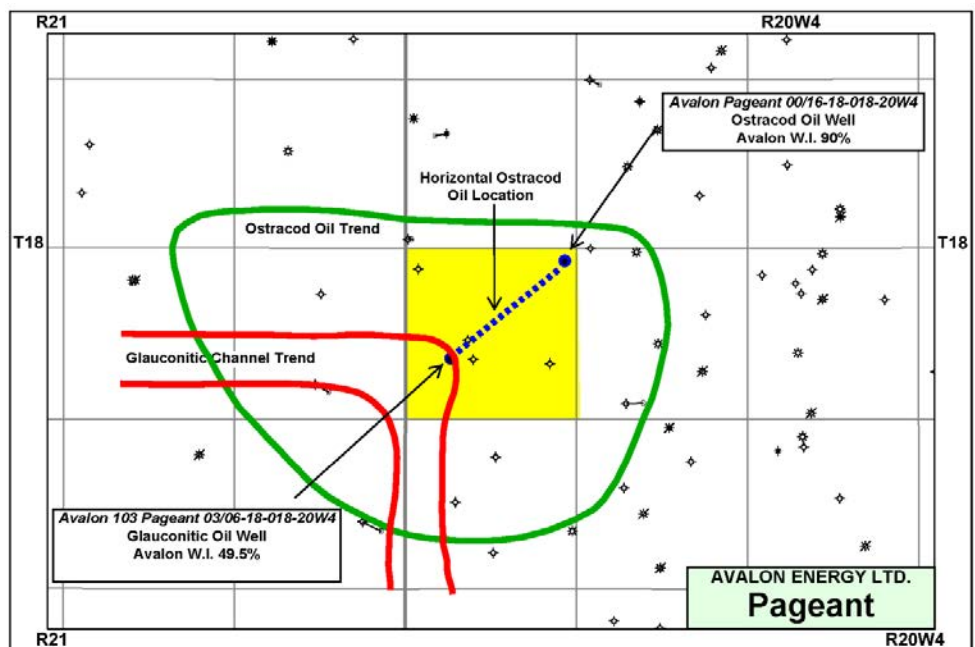 R21
R20W4
Avalon Pageant 00/16-18-018-20W4
Ostracod Oil Well
Avalon W.I. 90%
Horizontal Ostracod
Oil Location
Ostracod Oil Trend
T18
T18
Glauconitic Channel Trend
Avalon 103 Pageant 03/06-18-018-20W4
Glauconitic Oil Well
Avalon W.I. 49.5%
AVALON ENERGY LTD.
Pageant
R21
R20W4